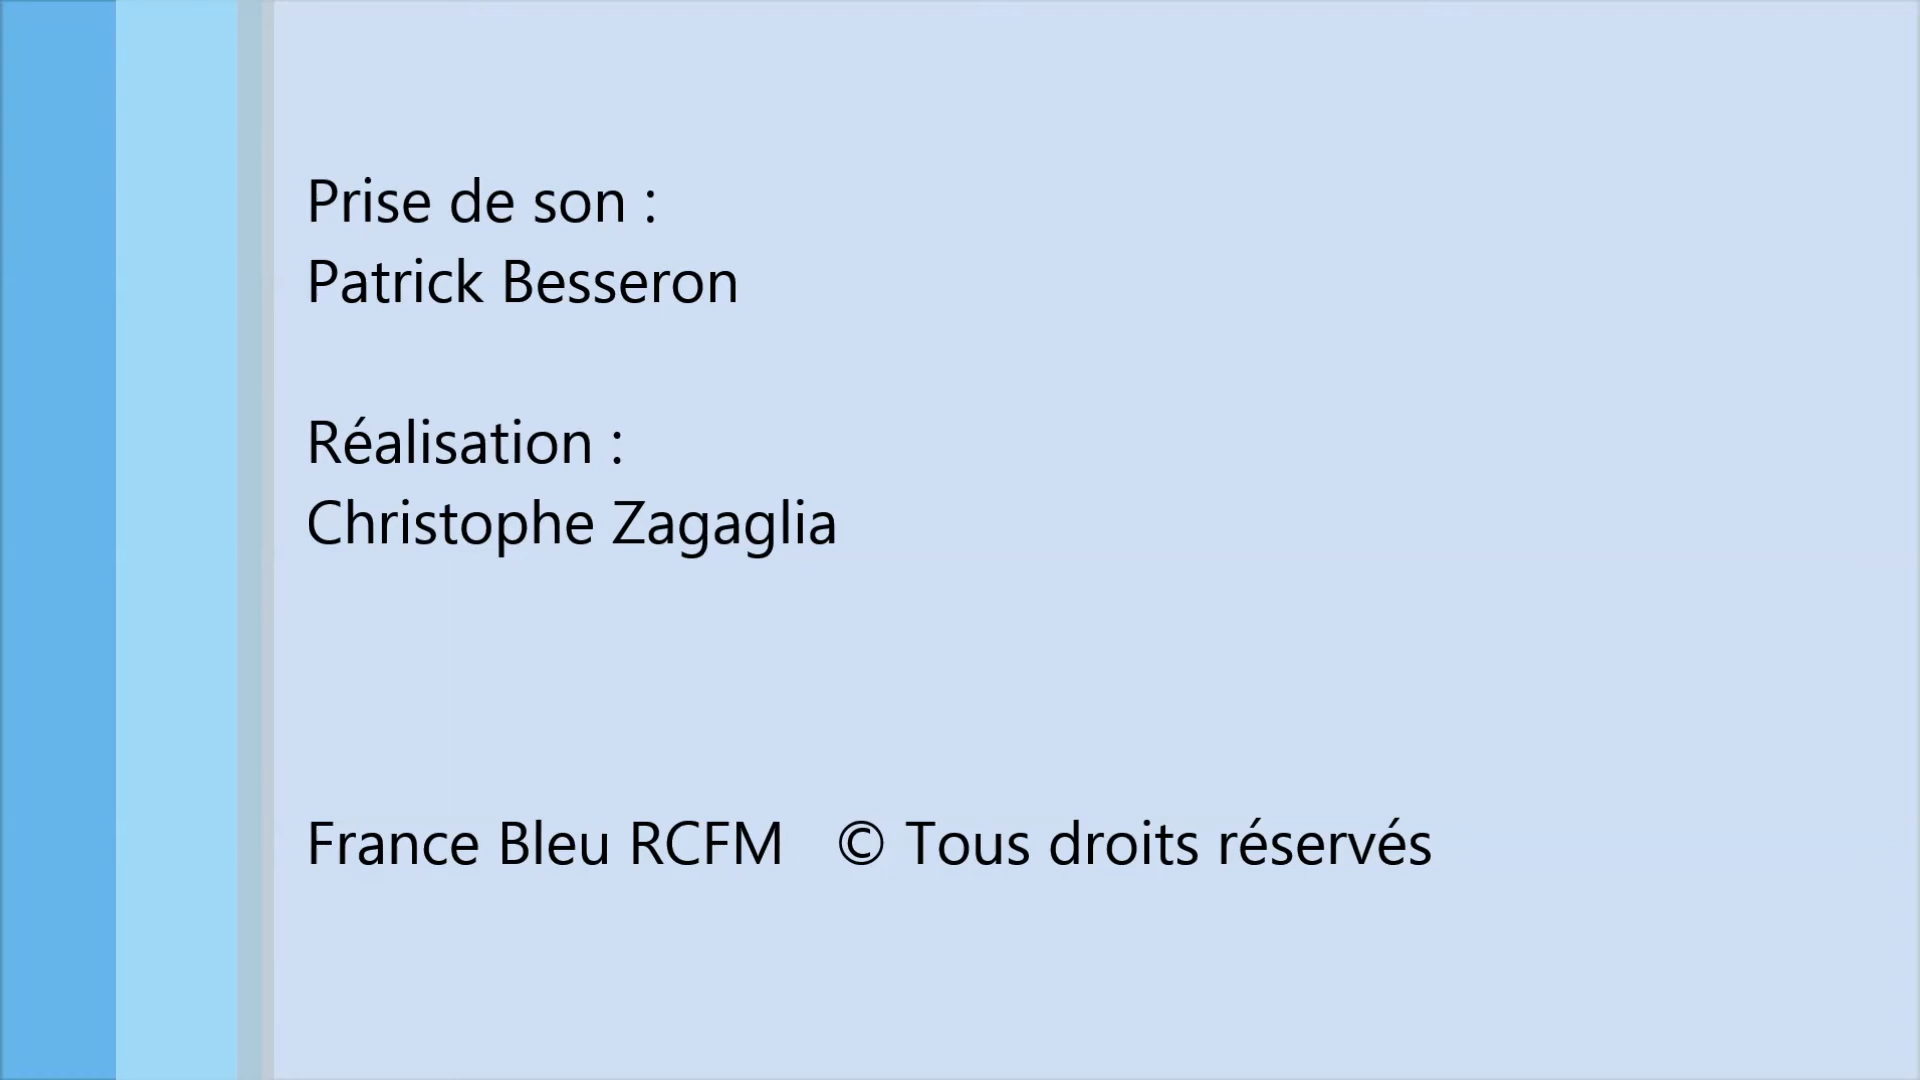 Prise de son :
Patrick Besseron
Réalisation :
Christophe Zagaglia
France Bleu RCFM © Tous droits réservés